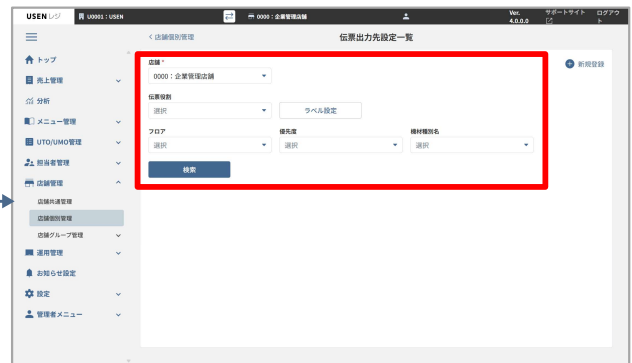 USEN レジ
U0001：USEN
0000：企業管理店舗
Ver. 4.0.0.0
サポートサイト
ログアウト
トップ
売上管理
分析
メニュー管理
UTO/UMO管理
担当者管理
店舗管理
店舗共通管理
店舗個別管理
店舗グループ管理
運用管理
お知らせ設定
設定
管理者メニュー
< 店舗個別管理
伝票出力先設定一覧
新規登録
店舗 *
0000：企業管理店舗
伝票役割
選択
ラベル設定
フロア
優先度
機材種別名
選択
選択
選択
検索